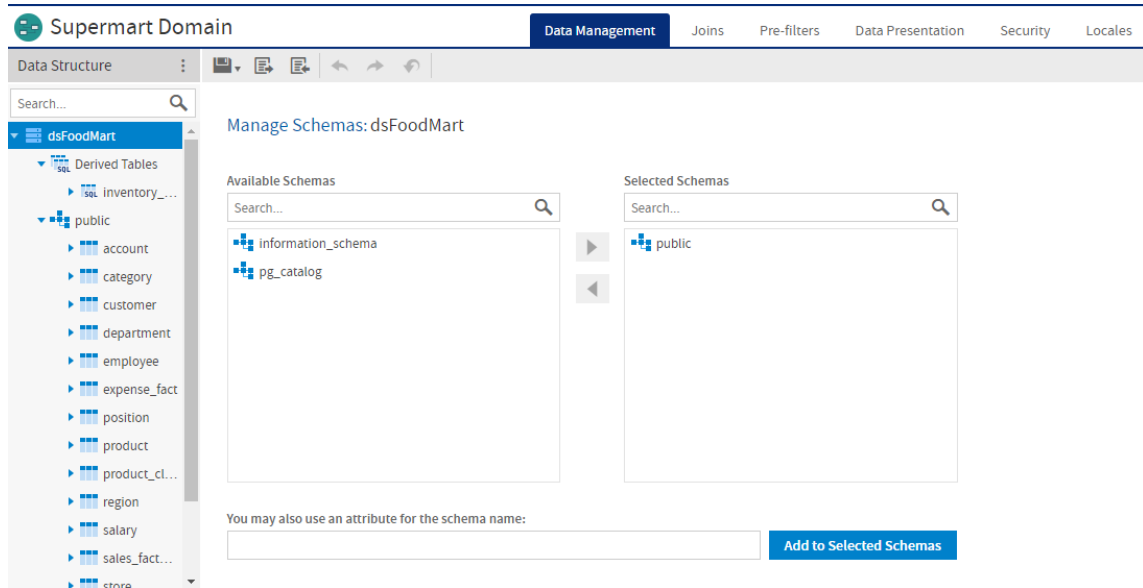 Supermart Domain
Data Management Joins Pre-filters Data Presentation Security Locales
Data Structure
Search...
dsFoodMart
SQL Derived Tables
SQL inventory_...
public
account
category
customer
department
employee
expense_fact
position
product
product_cl...
region
salary
sales_fact...
store
Manage Schemas: dsFoodMart
Available Schemas
Search...
information_schema
pg_catalog
Selected Schemas
Search...
public
You may also use an attribute for the schema name:
Add to Selected Schemas